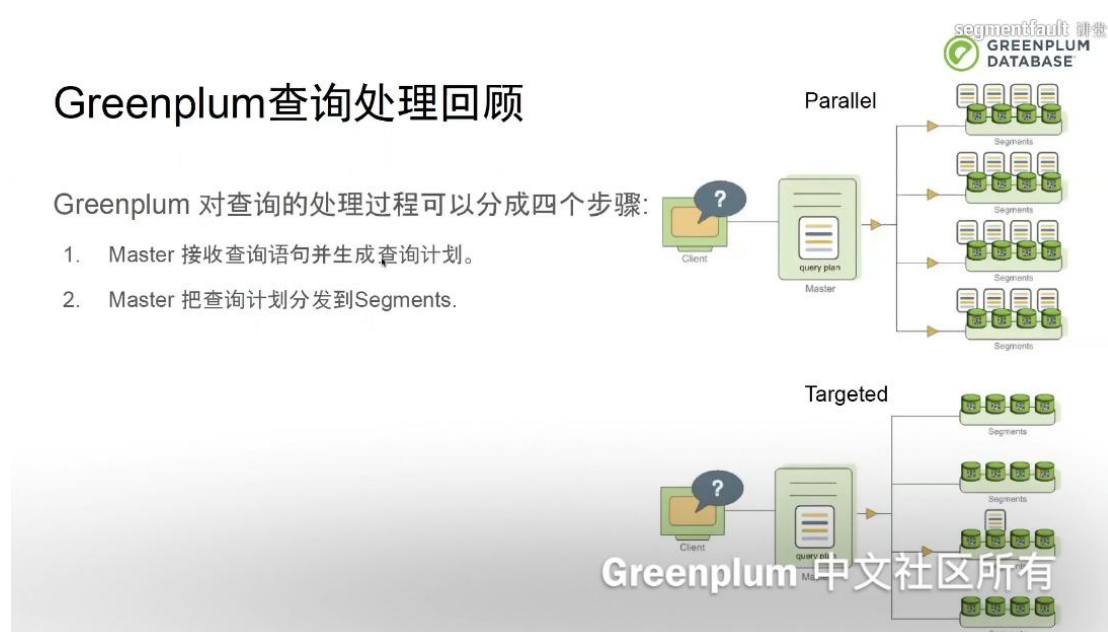 segmentfault 讲堂
GREENPLUM
DATABASE
Greenplum查询处理回顾
Greenplum 对查询的处理过程可以分成四个步骤:
1. Master 接收查询语句并生成查询计划。
2. Master 把查询计划分发到Segments.
Parallel
Segments
Segments
Segments
Segments
?
Client
query plan
Master
Targeted
Segments
Segments
?
Client
query plan
Greenplum 中文社区所有